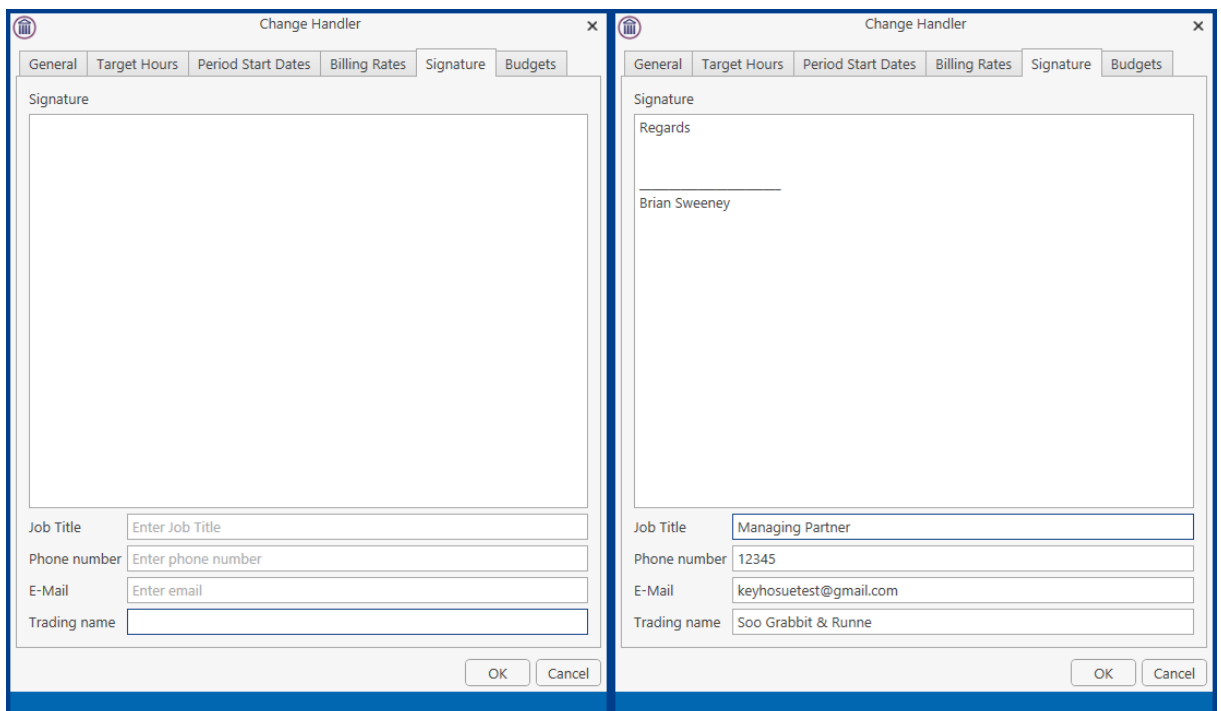 Change Handler
General Target Hours Period Start Dates Billing Rates Signature Budgets
Signature
Job Title Enter Job Title
Phone number Enter phone number
E-Mail Enter email
Trading name
OK Cancel
Change Handler
General Target Hours Period Start Dates Billing Rates Signature Budgets
Signature
Regards
____________________
Brian Sweeney
Job Title Managing Partner
Phone number 12345
E-Mail keyhosuetest@gmail.com
Trading name Soo Grabbit & Runne
OK Cancel